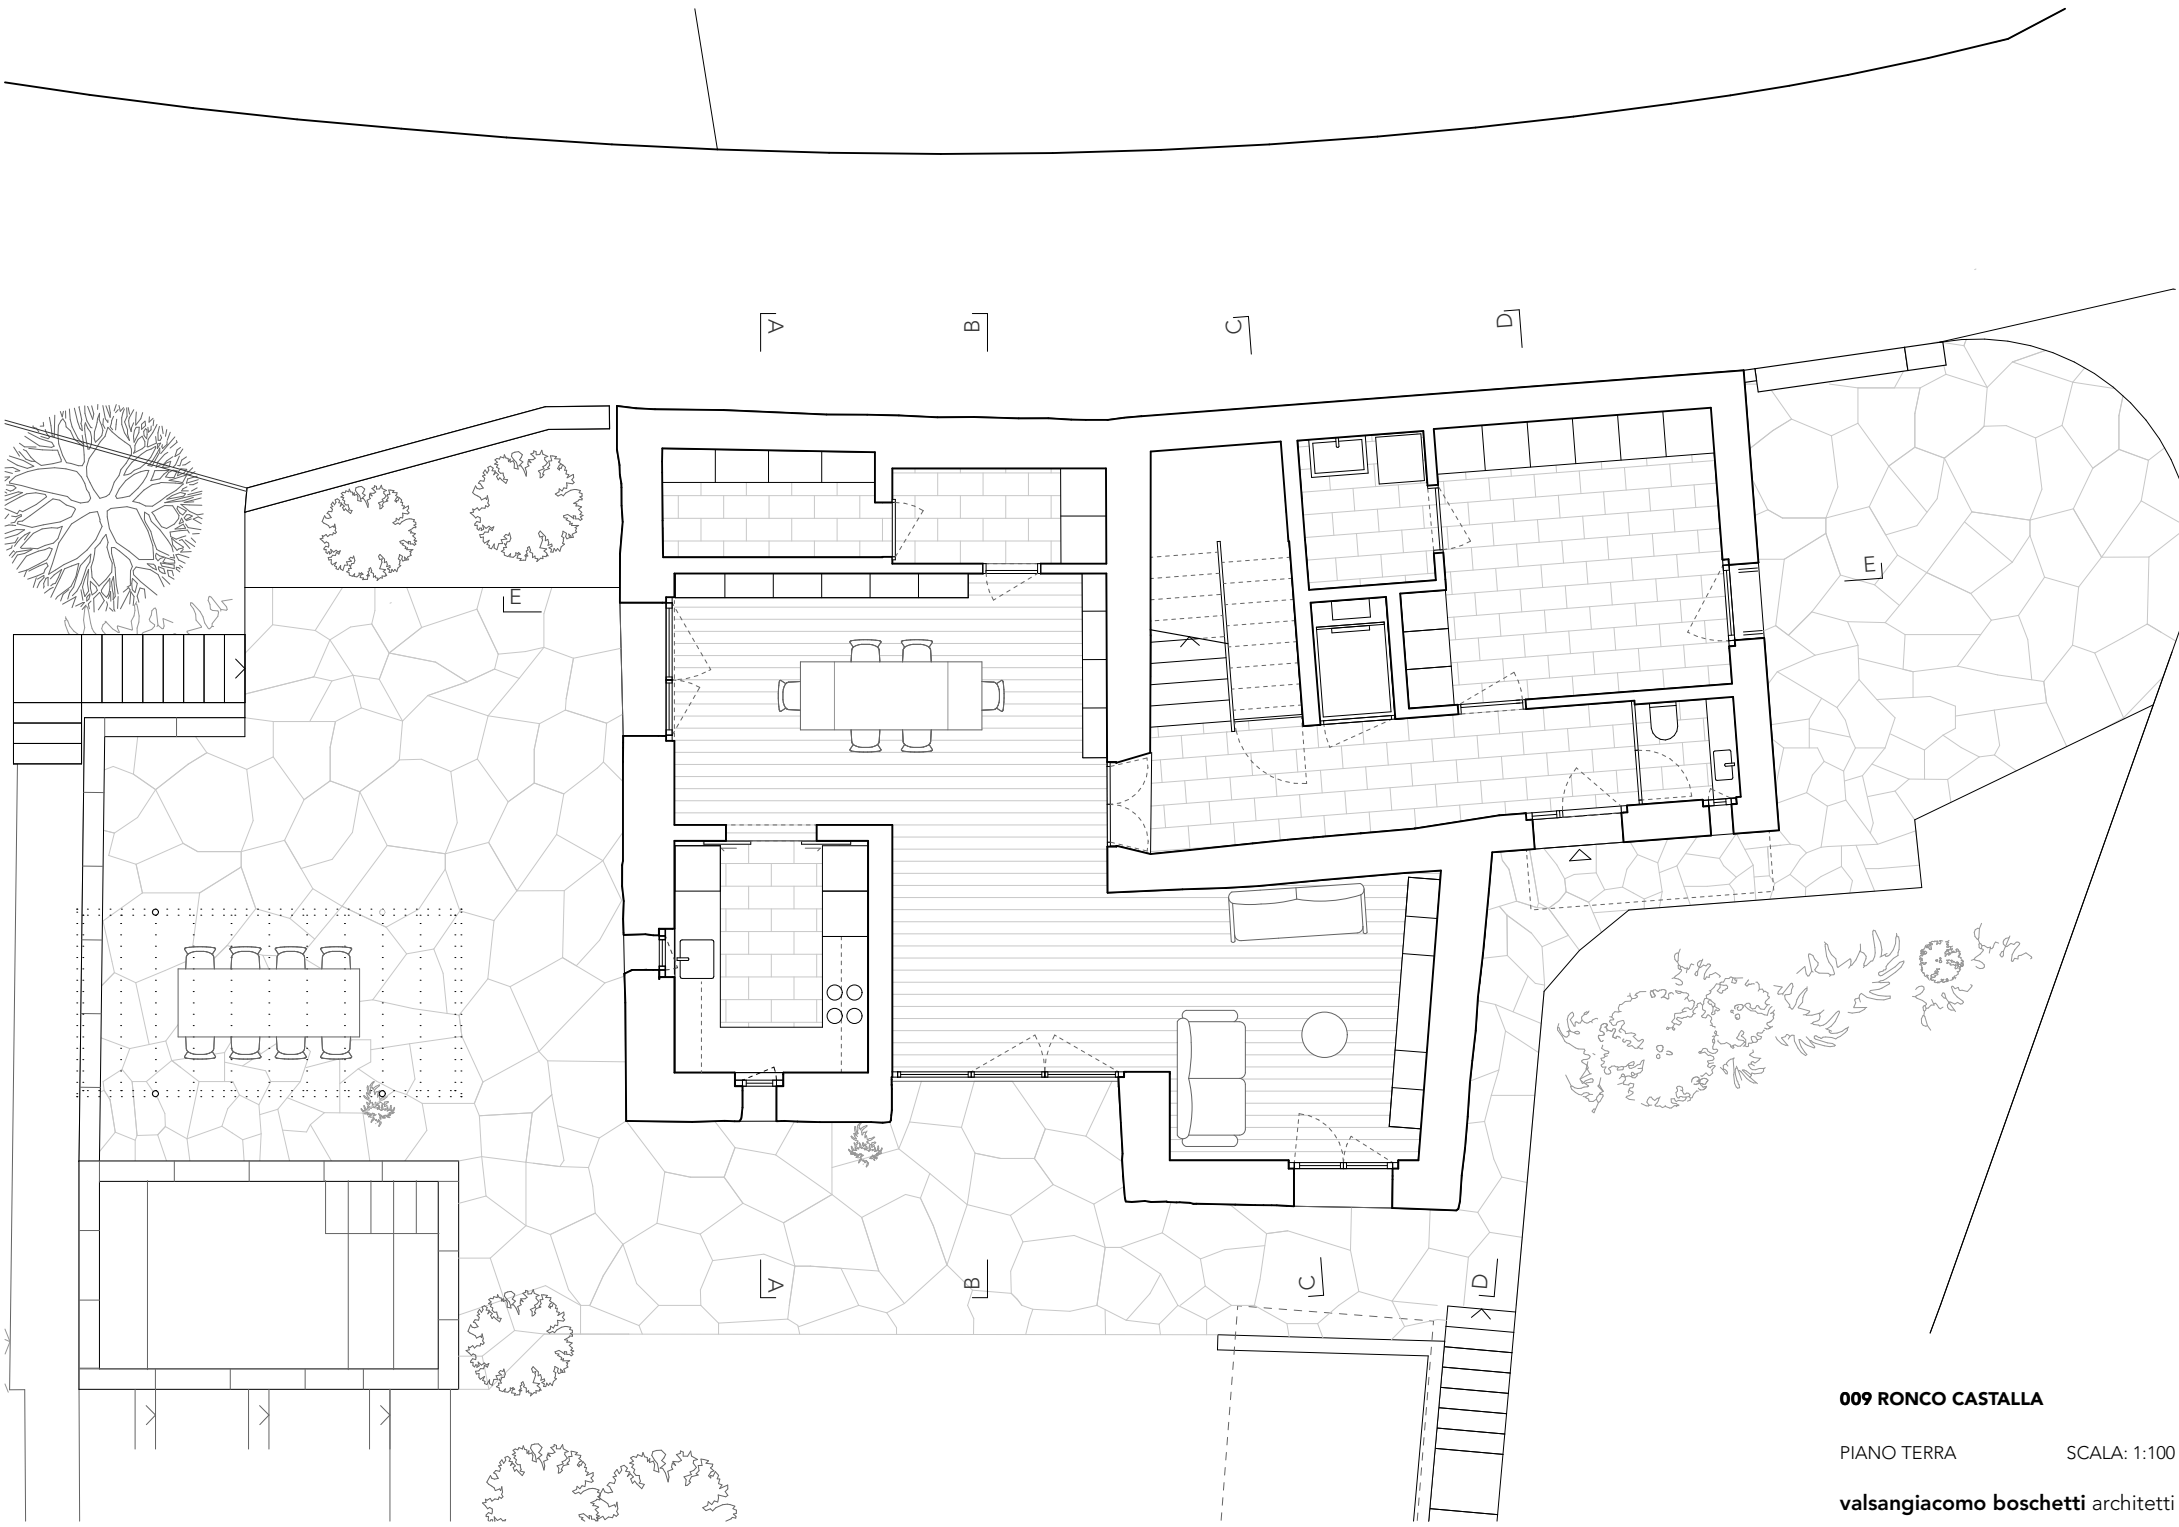 A
B
C
D
E
E
A
B
C
D
009 RONCO CASTALLA
PIANO TERRA SCALA: 1:100
valsangiacomo boschetti architetti